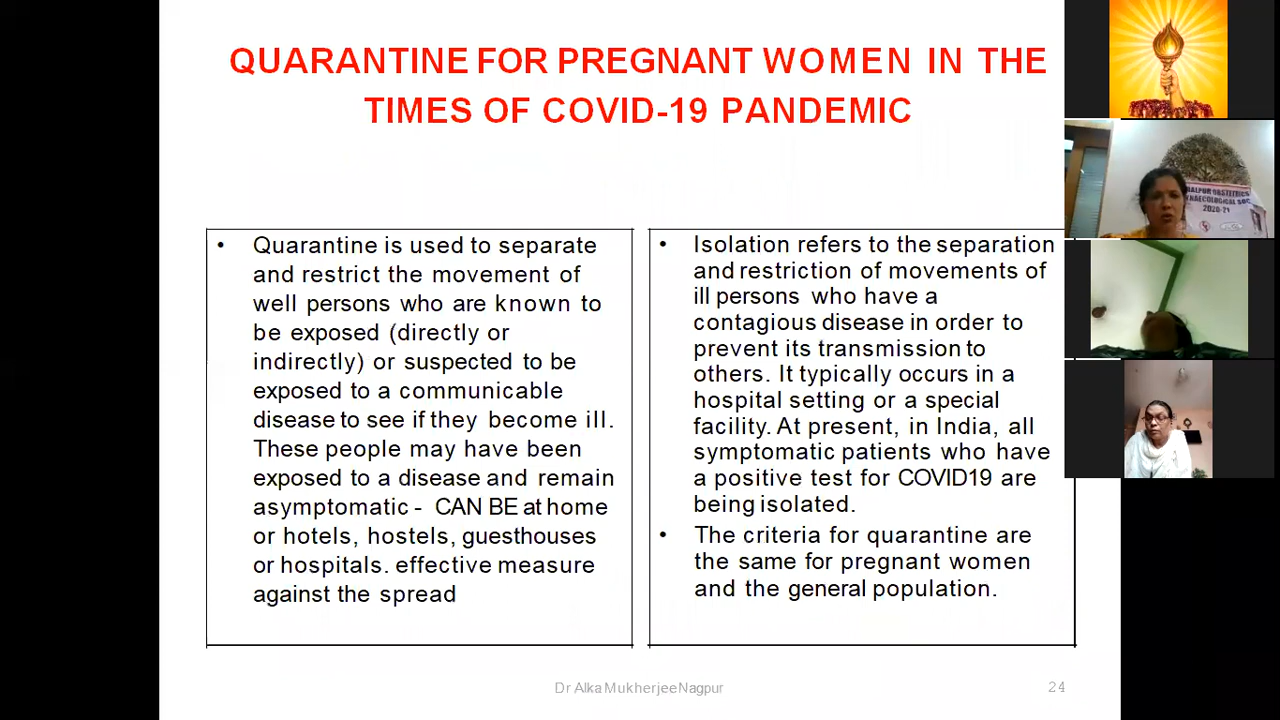 QUARANTINE FOR PREGNANT WOMEN IN THE
TIMES OF COVID-19 PANDEMIC
• Quarantine is used to separate
and restrict the movement of
well persons who are known to
be exposed (directly or
indirectly) or suspected to be
exposed to a communicable
disease to see if they become ill.
These people may have been
exposed to a disease and remain
asymptomatic - CAN BE at home
or hotels, hostels, guesthouses
or hospitals. effective measure
against the spread
• Isolation refers to the separation
and restriction of movements of
ill persons who have a
contagious disease in order to
prevent its transmission to
others. It typically occurs in a
hospital setting or a special
facility. At present, in India, all
symptomatic patients who have
a positive test for COVID19 are
being isolated.
• The criteria for quarantine are
the same for pregnant women
and the general population.
Dr Alka Mukherjee Nagpur
24
OBSTETRICS
2020-21